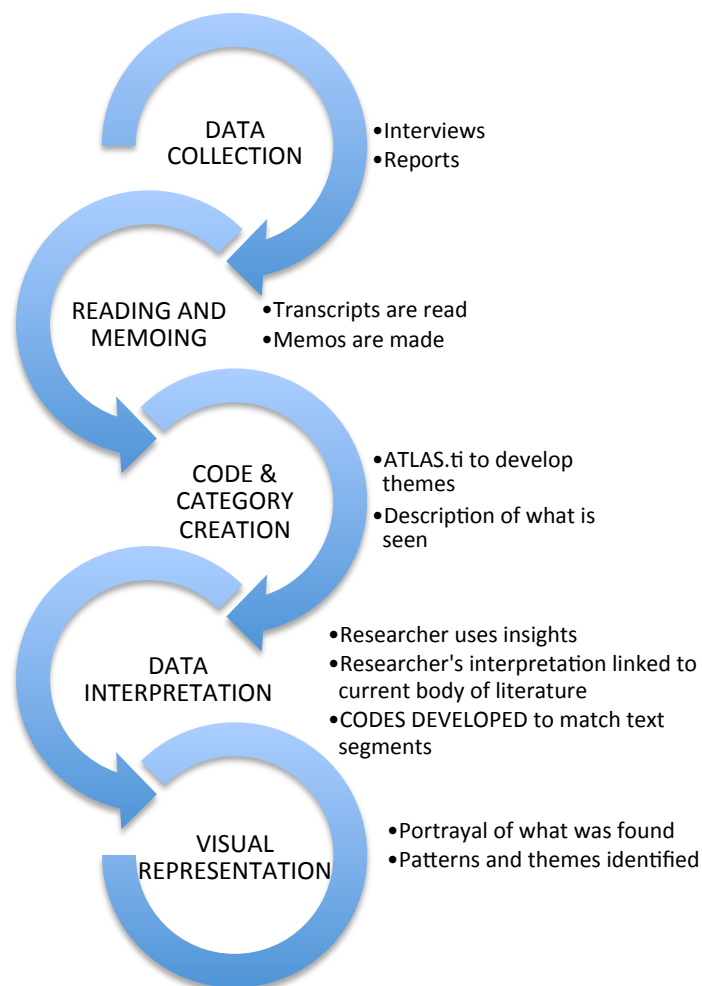 DATA
COLLECTION
•Interviews
•Reports
READING AND
MEMOING
•Transcripts are read
•Memos are made
CODE &
CATEGORY
CREATION
•ATLAS.ti to develop
themes
•Description of what is
seen
DATA
INTERPRETATION
•Researcher uses insights
•Researcher's interpretation linked to
current body of literature
•CODES DEVELOPED to match text
segments
VISUAL
REPRESENTATION
•Portrayal of what was found
•Patterns and themes identified